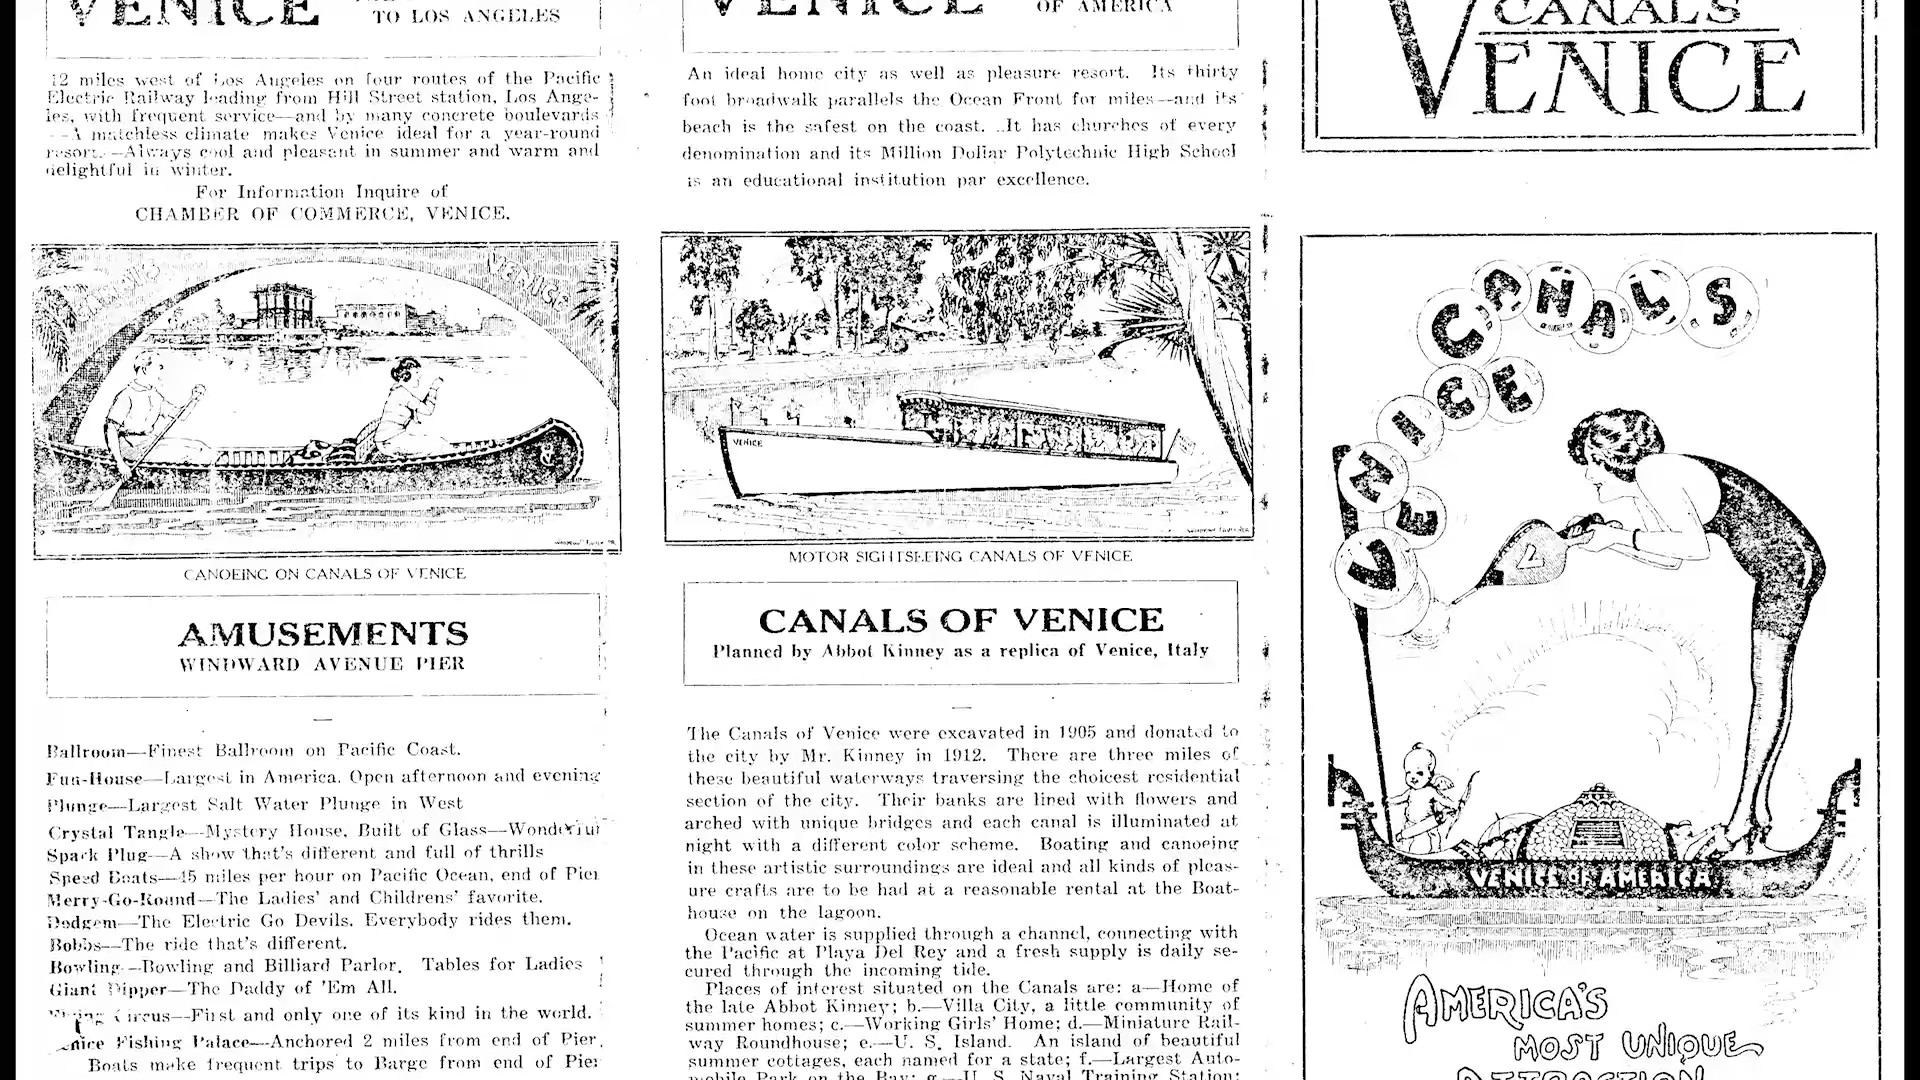 VENICE
TO LOS ANGELES
12 miles west of Los Angeles on four routes of the Pacific
Electric Railway leading from Hill Street station, Los Ange-
les, with frequent service—and by many concrete boulevards
—A matchless climate makes Venice ideal for a year-round
resort.—Always cool and pleasant in summer and warm and
delightful in winter.
For Information Inquire of
CHAMBER OF COMMERCE, VENICE.
VENICE
CANOEING ON CANALS OF VENICE
AMUSEMENTS
WINDWARD AVENUE PIER
Ballroom—Finest Ballroom on Pacific Coast.
Fun-House—Largest in America. Open afternoon and evening
Plunge—Largest Salt Water Plunge in West
Crystal Tangle—Mystery House. Built of Glass—Wonderful
Spark Plug—A show that's different and full of thrills
Speed Boats—45 miles per hour on Pacific Ocean, end of Pier
Merry-Go-Round—The Ladies' and Childrens' favorite.
Dodgem—The Electric Go Devils. Everybody rides them.
Bobbs—The ride that's different.
Bowling—Bowling and Billiard Parlor. Tables for Ladies
Giant Dipper—The Daddy of 'Em All.
Circus—First and only one of its kind in the world.
Venice Fishing Palace—Anchored 2 miles from end of Pier.
Boats make frequent trips to Barge from end of Pier
VENICE
OF AMERICA
An ideal home city as well as pleasure resort. Its thirty
foot broadwalk parallels the Ocean Front for miles—and its
beach is the safest on the coast. It has churches of every
denomination and its Million Dollar Polytechnic High School
is an educational institution par excellence.
VENICE
MOTOR SIGHTSEEING CANALS OF VENICE
CANALS OF VENICE
Planned by Abbot Kinney as a replica of Venice, Italy
The Canals of Venice were excavated in 1905 and donated to
the city by Mr. Kinney in 1912. There are three miles of
these beautiful waterways traversing the choicest residential
section of the city. Their banks are lined with flowers and
arched with unique bridges and each canal is illuminated at
night with a different color scheme. Boating and canoeing
in these artistic surroundings are ideal and all kinds of pleas-
ure crafts are to be had at a reasonable rental at the Boat-
house on the lagoon.
Ocean water is supplied through a channel, connecting with
the Pacific at Playa Del Rey and a fresh supply is daily se-
cured through the incoming tide.
Places of interest situated on the Canals are: a—Home of
the late Abbot Kinney; b.—Villa City, a little community of
summer homes; c.—Working Girls' Home; d.—Miniature Rail-
way Roundhouse; e.—U. S. Island. An island of beautiful
summer cottages, each named for a state; f.—Largest Auto-
mobile Park on the Bay; g.—U. S. Naval Training Station;
CANALS
VENICE
VENICE CANALS
2
VENICE OF AMERICA
AMERICA'S
MOST UNIQUE
ATTRACTION